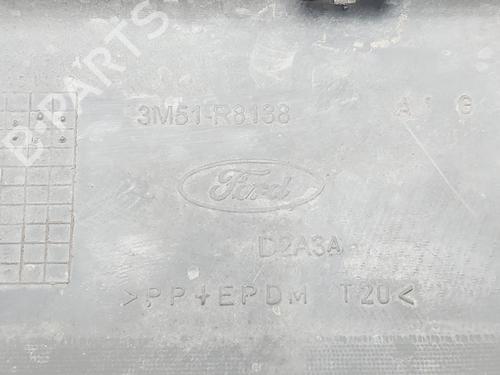 B-PARTS
3M51-R8138 A
Ford
D2A3A
>PP+EPDM T20<